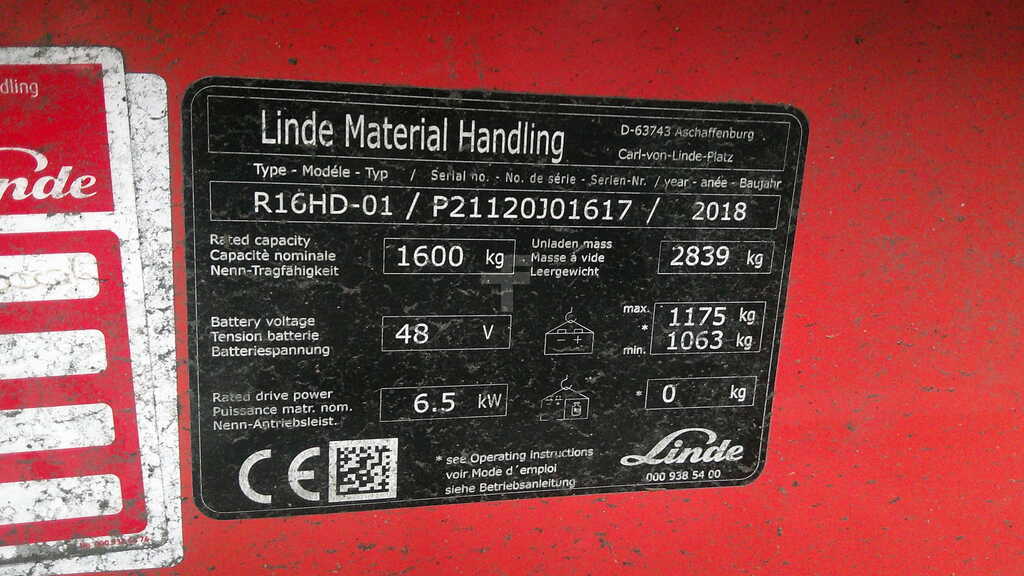 dling
Linde Material Handling
D-63743 Aschaffenburg
Carl-von-Linde-Platz
Type - Modéle - Typ / Serial no. - No. de série - Serien-Nr. / year - anée - Baujahr
R16HD-01 / P21120J01617 / 2018
Rated capacity
Capacitè nominale
Nenn-Tragfähigkeit
1600 kg
Unladen mass
Masse á vide
Leergewicht
2839 kg
Battery voltage
Tension batterie
Batteriespannung
48 V
max. 1175 kg
*
min. 1063 kg
Rated drive power
Puissance matr. nom.
Nenn-Antriebsleist.
6.5 kW
* 0 kg
CE
* see Operating Instructions
voir Mode d´emploi
siehe Betriebsanleitung
Linde
000 938 54 00
nde